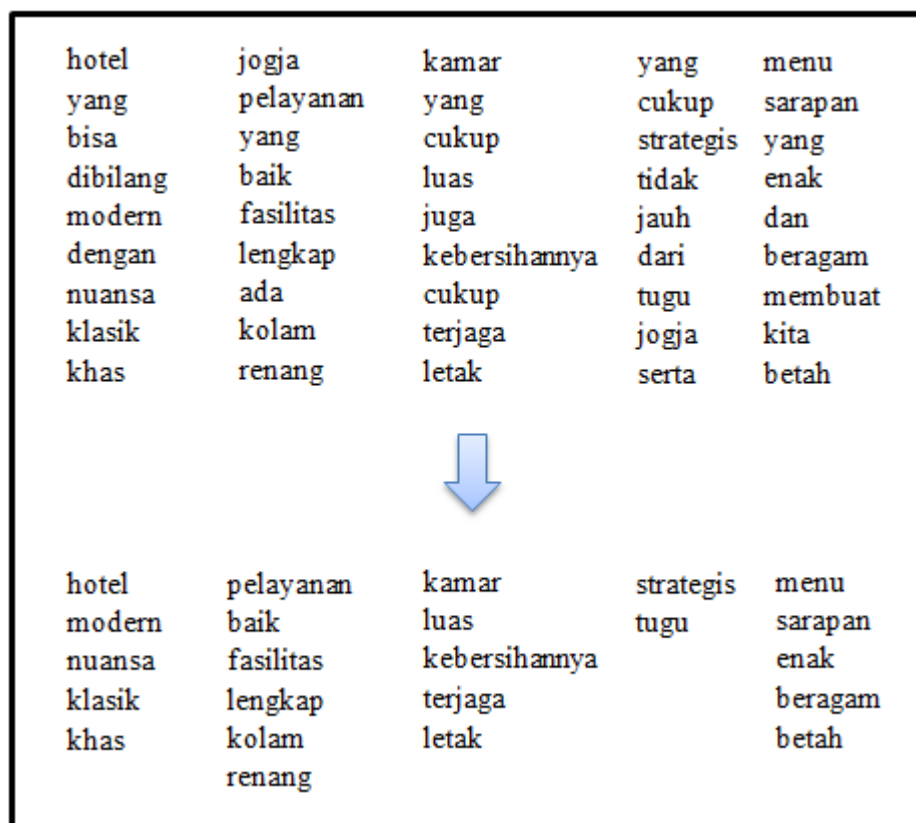 hotel jogja kamar yang menu
yang pelayanan yang cukup sarapan
bisa yang cukup strategis yang
dibilang baik luas tidak enak
modern fasilitas juga jauh dan
dengan lengkap kebersihannya dari beragam
nuansa ada cukup tugu membuat
klasik kolam terjaga jogja kita
khas renang letak serta betah
hotel pelayanan kamar strategis menu
modern baik luas tugu sarapan
nuansa fasilitas kebersihannya enak
klasik lengkap terjaga beragam
khas kolam letak betah
renang